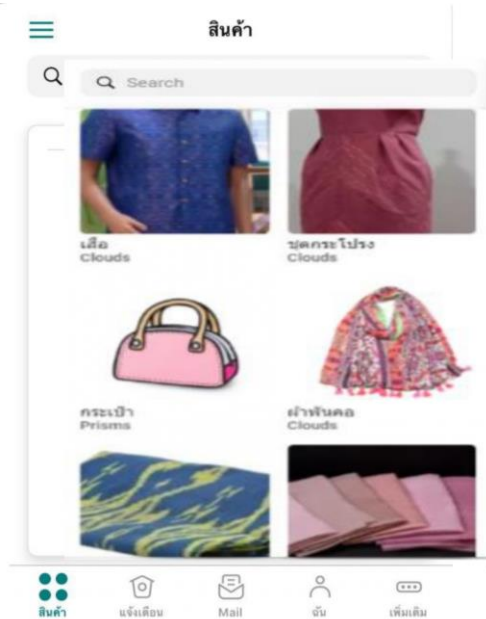 สินค้า
Search
เสื้อ
Clouds
ชุดกระโปรง
Clouds
กระเป๋า
Prisms
ผ้าพันคอ
Clouds
สินค้า
แจ้งเตือน
Mail
ฉัน
เพิ่มเติม